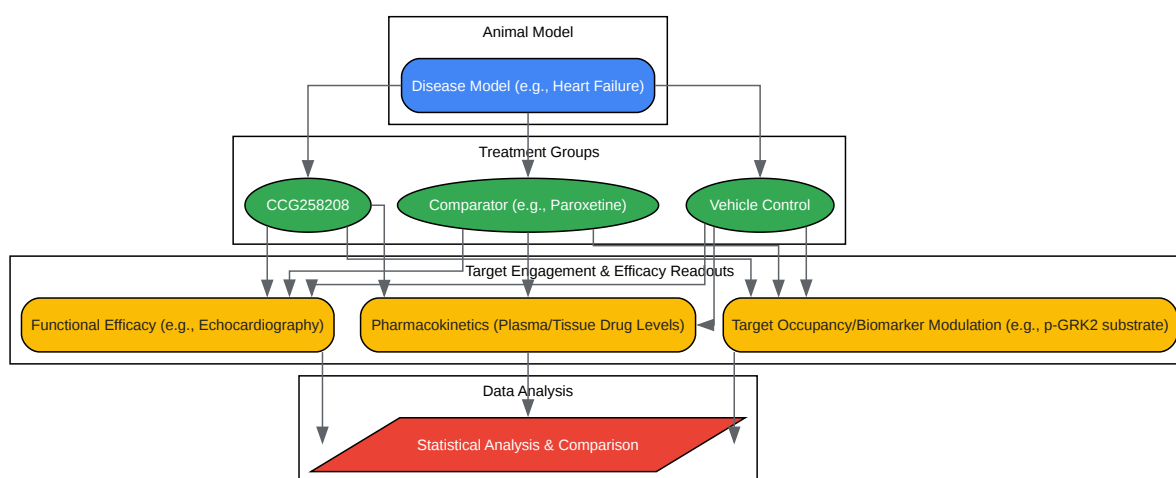 Animal Model
Disease Model (e.g., Heart Failure)
Treatment Groups
CCG258208
Comparator (e.g., Paroxetine)
Vehicle Control
Target Engagement & Efficacy Readouts
Functional Efficacy (e.g., Echocardiography)
Pharmacokinetics (Plasma/Tissue Drug Levels)
Target Occupancy/Biomarker Modulation (e.g., p-GRK2 substrate)
Data Analysis
Statistical Analysis & Comparison